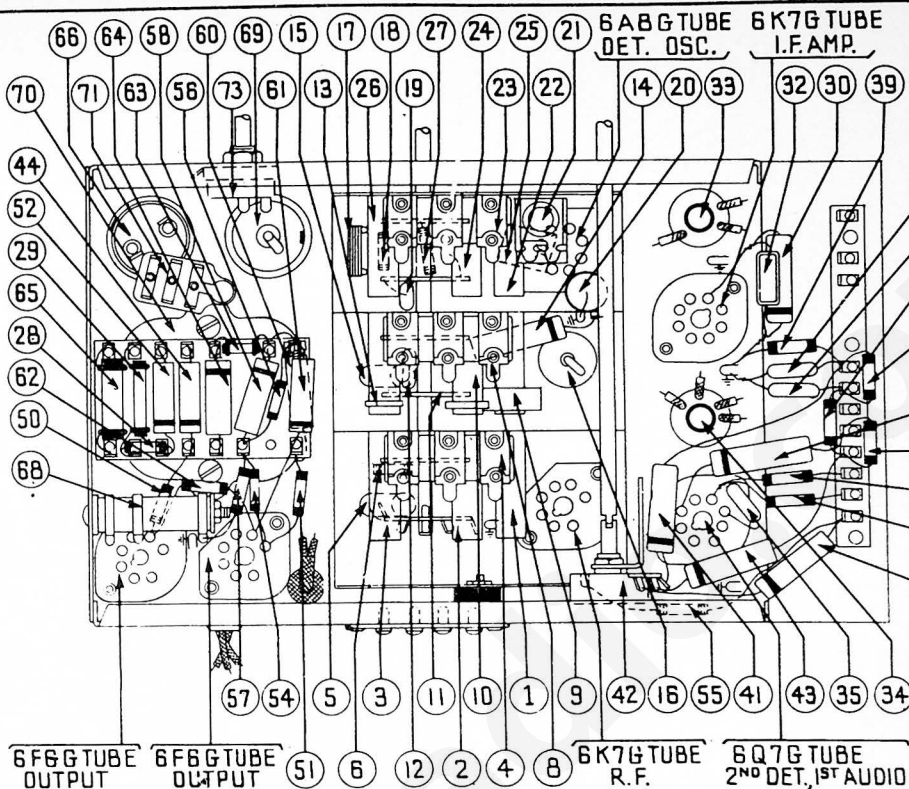 66 64 58 60 69 15 17 18 27 24 25 21 6A8G TUBE 6K7G TUBE
DET. OSC. I.F. AMP.
70 71 63 56 73 61 13 26 19 23 22 14 20 33 32 30 39
44
52
29
65
28
62
50
68
57 54 5 3 11 10 1 9 42 16 55 41 43 35 34
6F6G TUBE 6F6G TUBE 51 6 12 2 4 8 6K7G TUBE 6Q7G TUBE
OUTPUT OUTPUT R.F. 2ND DET., 1ST AUDIO